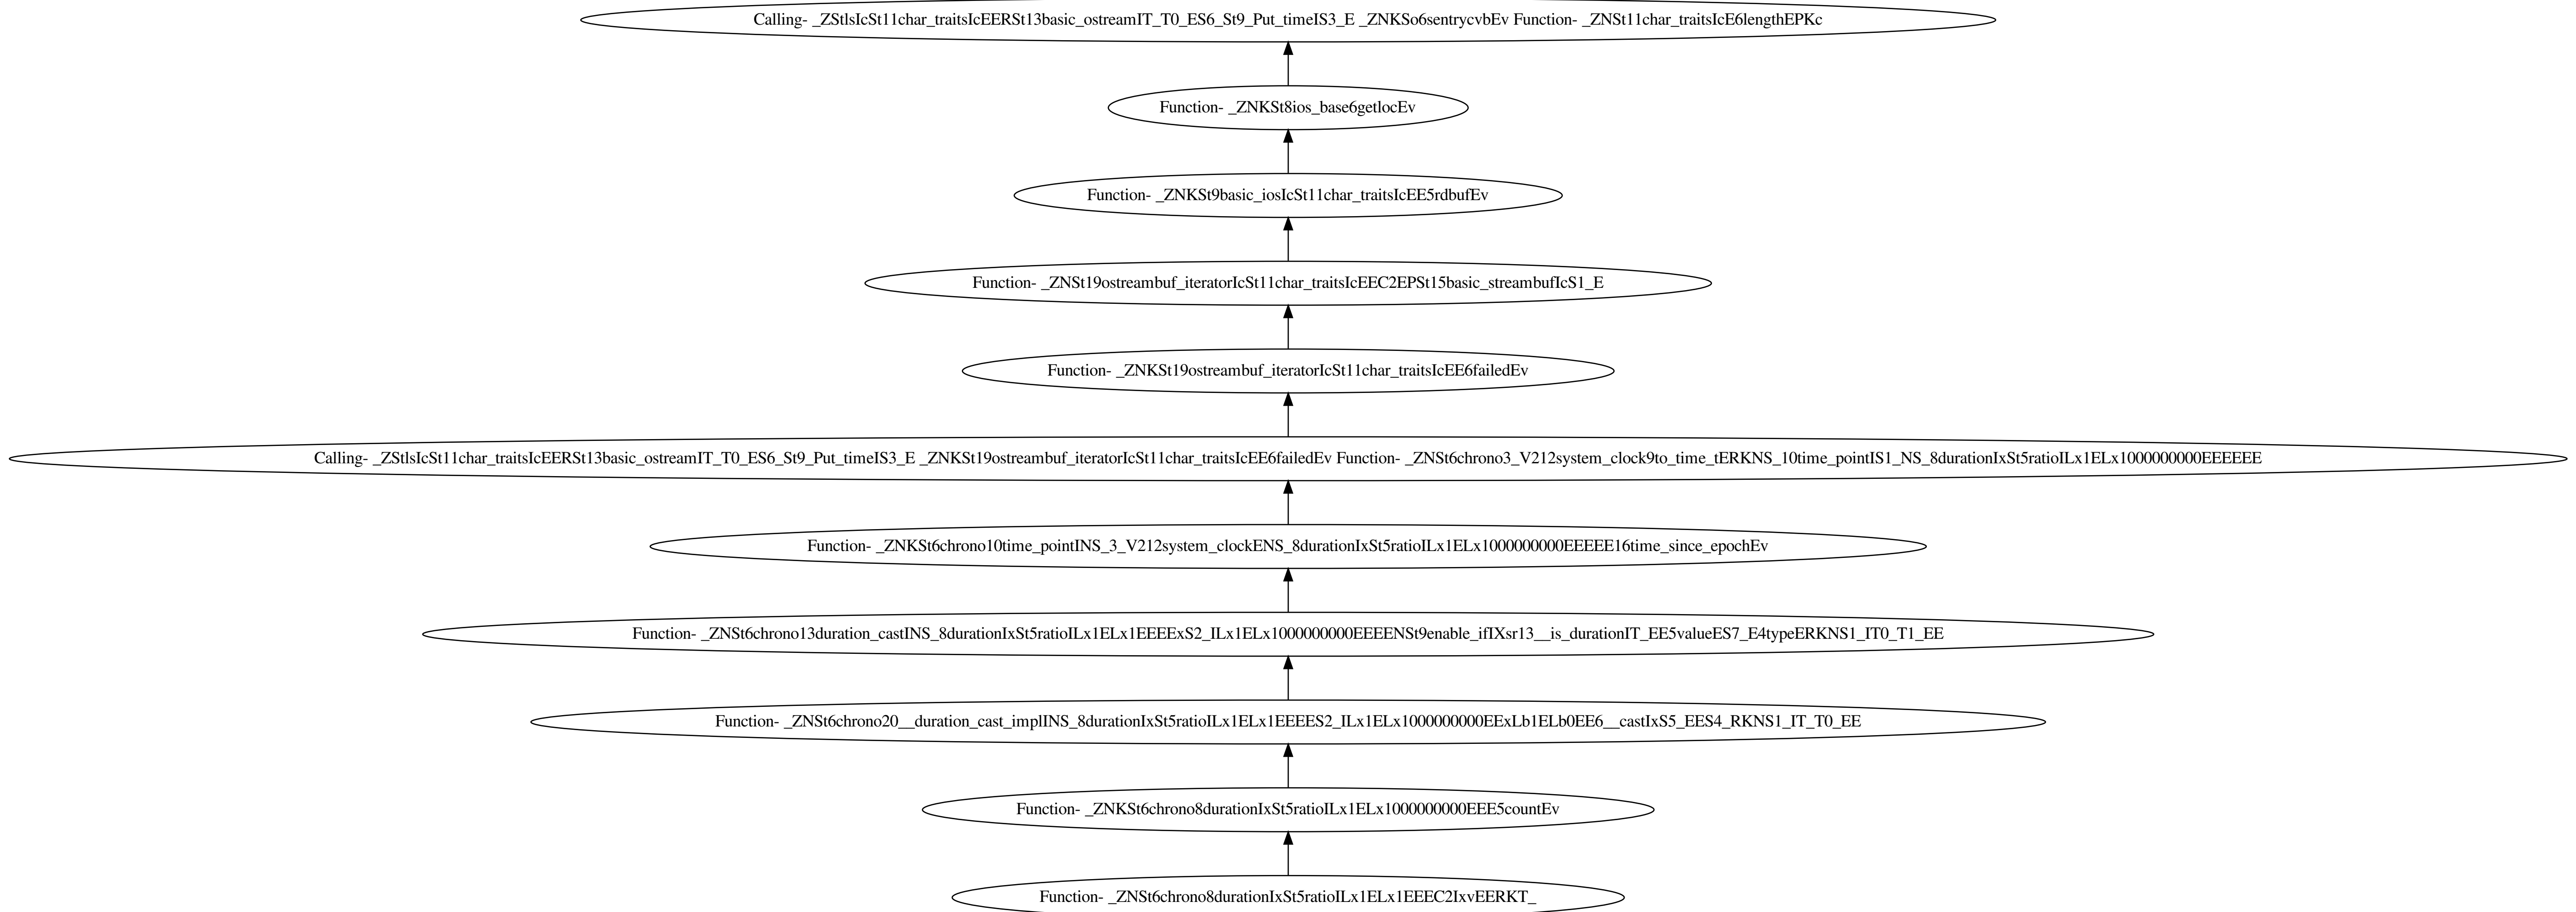 Calling- _ZStlsIcSt11char_traitsIcEERSt13basic_ostreamIT_T0_ES6_St9_Put_timeIS3_E _ZNKSo6sentrycvbEv Function- _ZNSt11char_traitsIcE6lengthEPKc
Function- _ZNKSt8ios_base6getlocEv
Function- _ZNKSt9basic_iosIcSt11char_traitsIcEE5rdbufEv
Function- _ZNSt19ostreambuf_iteratorIcSt11char_traitsIcEEC2EPSt15basic_streambufIcS1_E
Function- _ZNKSt19ostreambuf_iteratorIcSt11char_traitsIcEE6failedEv
Calling- _ZStlsIcSt11char_traitsIcEERSt13basic_ostreamIT_T0_ES6_St9_Put_timeIS3_E _ZNKSt19ostreambuf_iteratorIcSt11char_traitsIcEE6failedEv Function- _ZNSt6chrono3_V212system_clock9to_time_tERKNS_10time_pointIS1_NS_8durationIxSt5ratioILx1ELx1000000000EEEEEE
Function- _ZNKSt6chrono10time_pointINS_3_V212system_clockENS_8durationIxSt5ratioILx1ELx1000000000EEEEE16time_since_epochEv
Function- _ZNSt6chrono13duration_castINS_8durationIxSt5ratioILx1ELx1EEEExS2_ILx1ELx1000000000EEEENSt9enable_ifIXsr13__is_durationIT_EE5valueES7_E4typeERKNS1_IT0_T1_EE
Function- _ZNSt6chrono20__duration_cast_implINS_8durationIxSt5ratioILx1ELx1EEEES2_ILx1ELx1000000000EExLb1ELb0EE6__castIxS5_EES4_RKNS1_IT_T0_EE
Function- _ZNKSt6chrono8durationIxSt5ratioILx1ELx1000000000EEE5countEv
Function- _ZNSt6chrono8durationIxSt5ratioILx1ELx1EEEC2IxvEERKT_